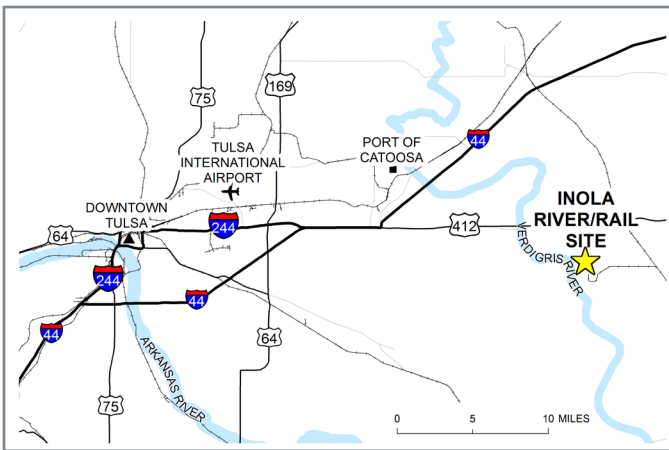 75
169
TULSA
INTERNATIONAL
AIRPORT
PORT OF
CATOOSA
44
DOWNTOWN
TULSA
INOLA
RIVER/RAIL
SITE
64
244
412
VERDIGRIS RIVER
244
44
44
64
ARKANSAS RIVER
75
0 5 10 MILES